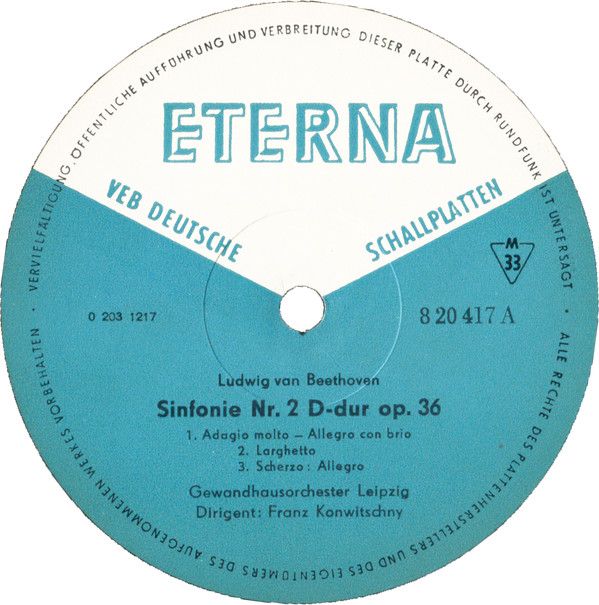 ETERNA
VEB DEUTSCHE SCHALLPLATTEN
M
33
0 203 1217
8 20 417 A
Ludwig van Beethoven
Sinfonie Nr. 2 D-dur op. 36
1. Adagio molto – Allegro con brio
2. Larghetto
3. Scherzo: Allegro
Gewandhausorchester Leipzig
Dirigent: Franz Konwitschny
ALLE RECHTE DES PLATTENHERSTELLERS UND DES EIGENTÜMERS DES AUFGENOMMENEN WERKES VORBEHALTEN · VERVIELFÄLTIGUNG, ÖFFENTLICHE AUFFÜHRUNG UND VERBREITUNG DIESER PLATTE DURCH RUNDFUNK IST UNTERSAGT ·